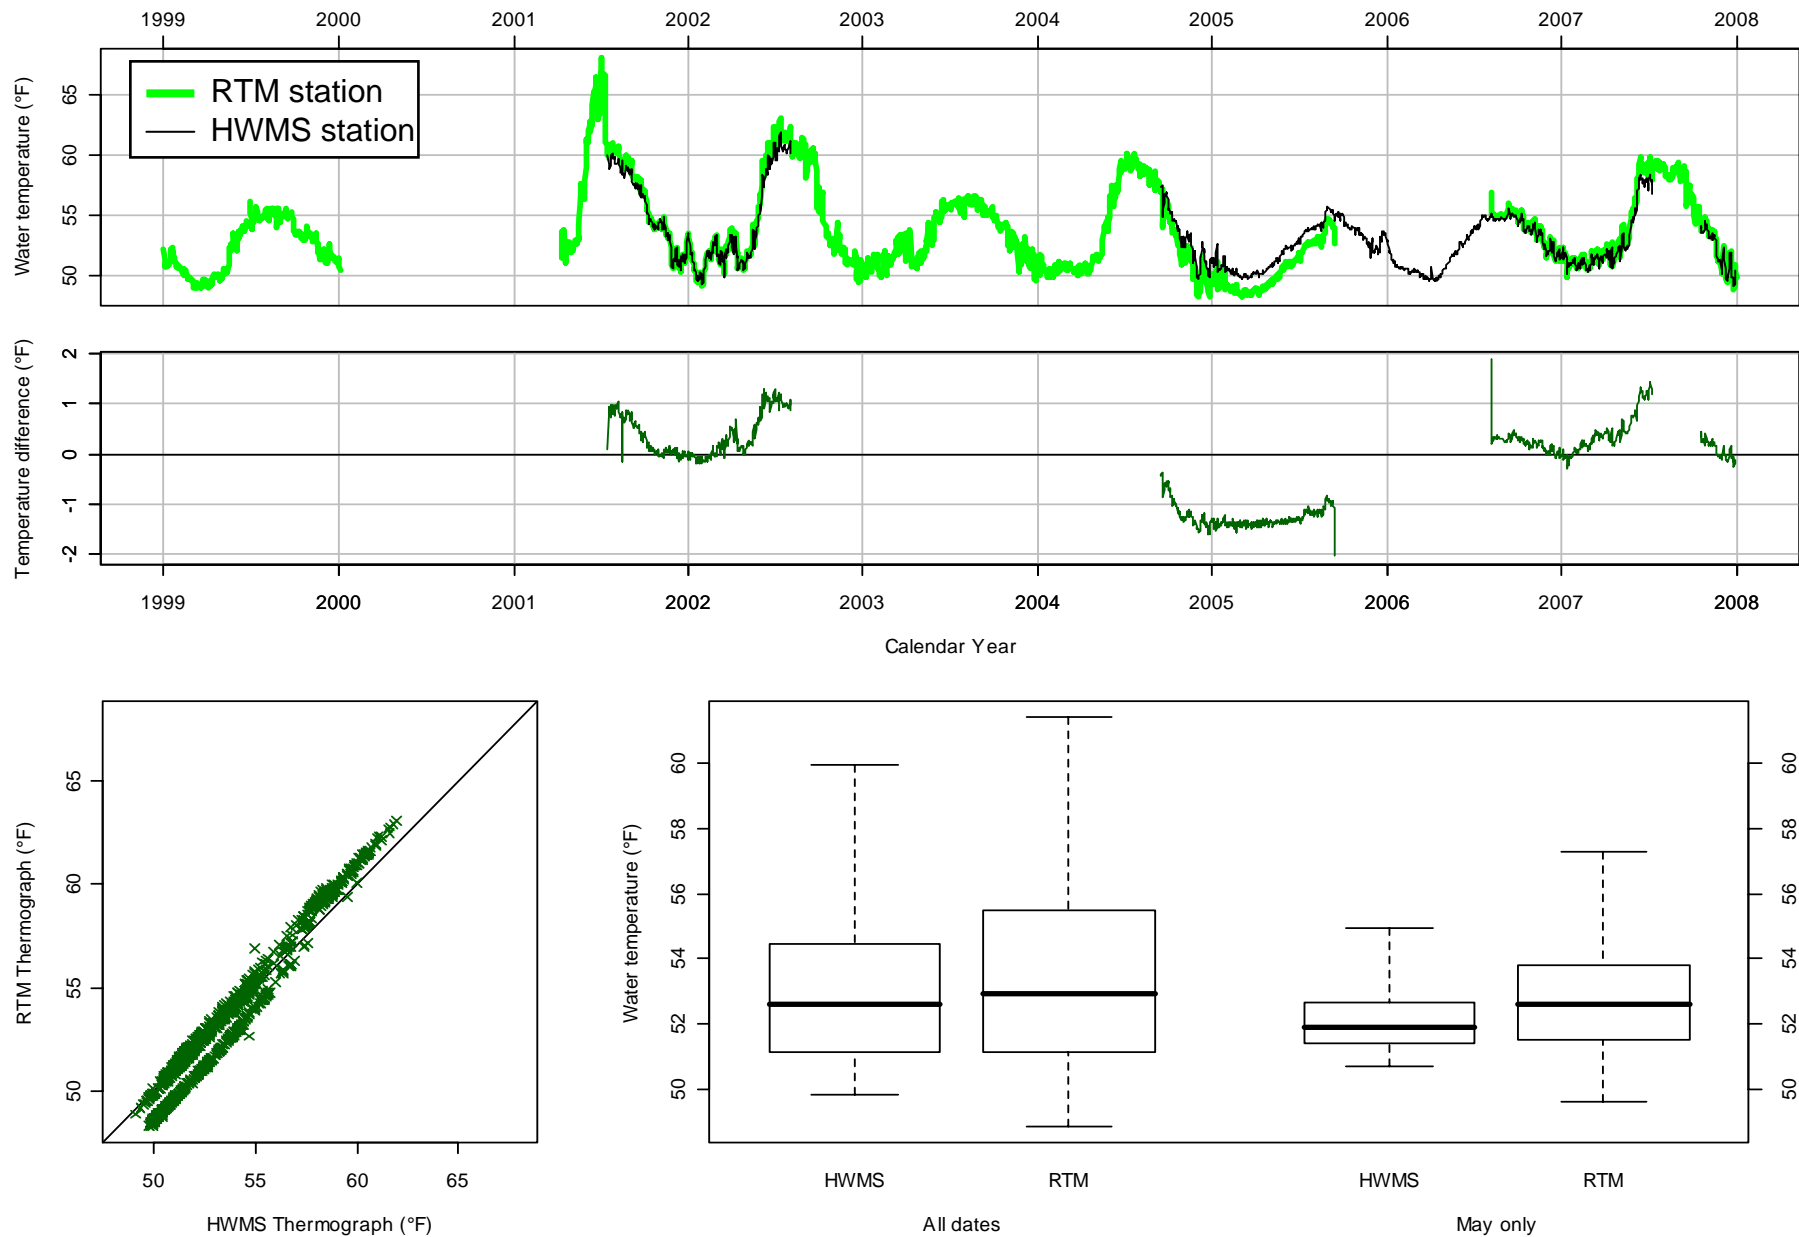 1999 2000 2001 2002 2003 2004 2005 2006 2007 2008
Water temperature (°F)
65
60
55
50
RTM station
HWMS station
Temperature difference (°F)
2
1
0
-1
-2
1999 2000 2001 2002 2003 2004 2005 2006 2007 2008
Calendar Year
RTM Thermograph (°F)
65
60
55
50
50 55 60 65
HWMS Thermograph (°F)
Water temperature (°F)
60 60
58 58
56 56
54 54
52 52
50 50
HWMS RTM HWMS RTM
All dates May only